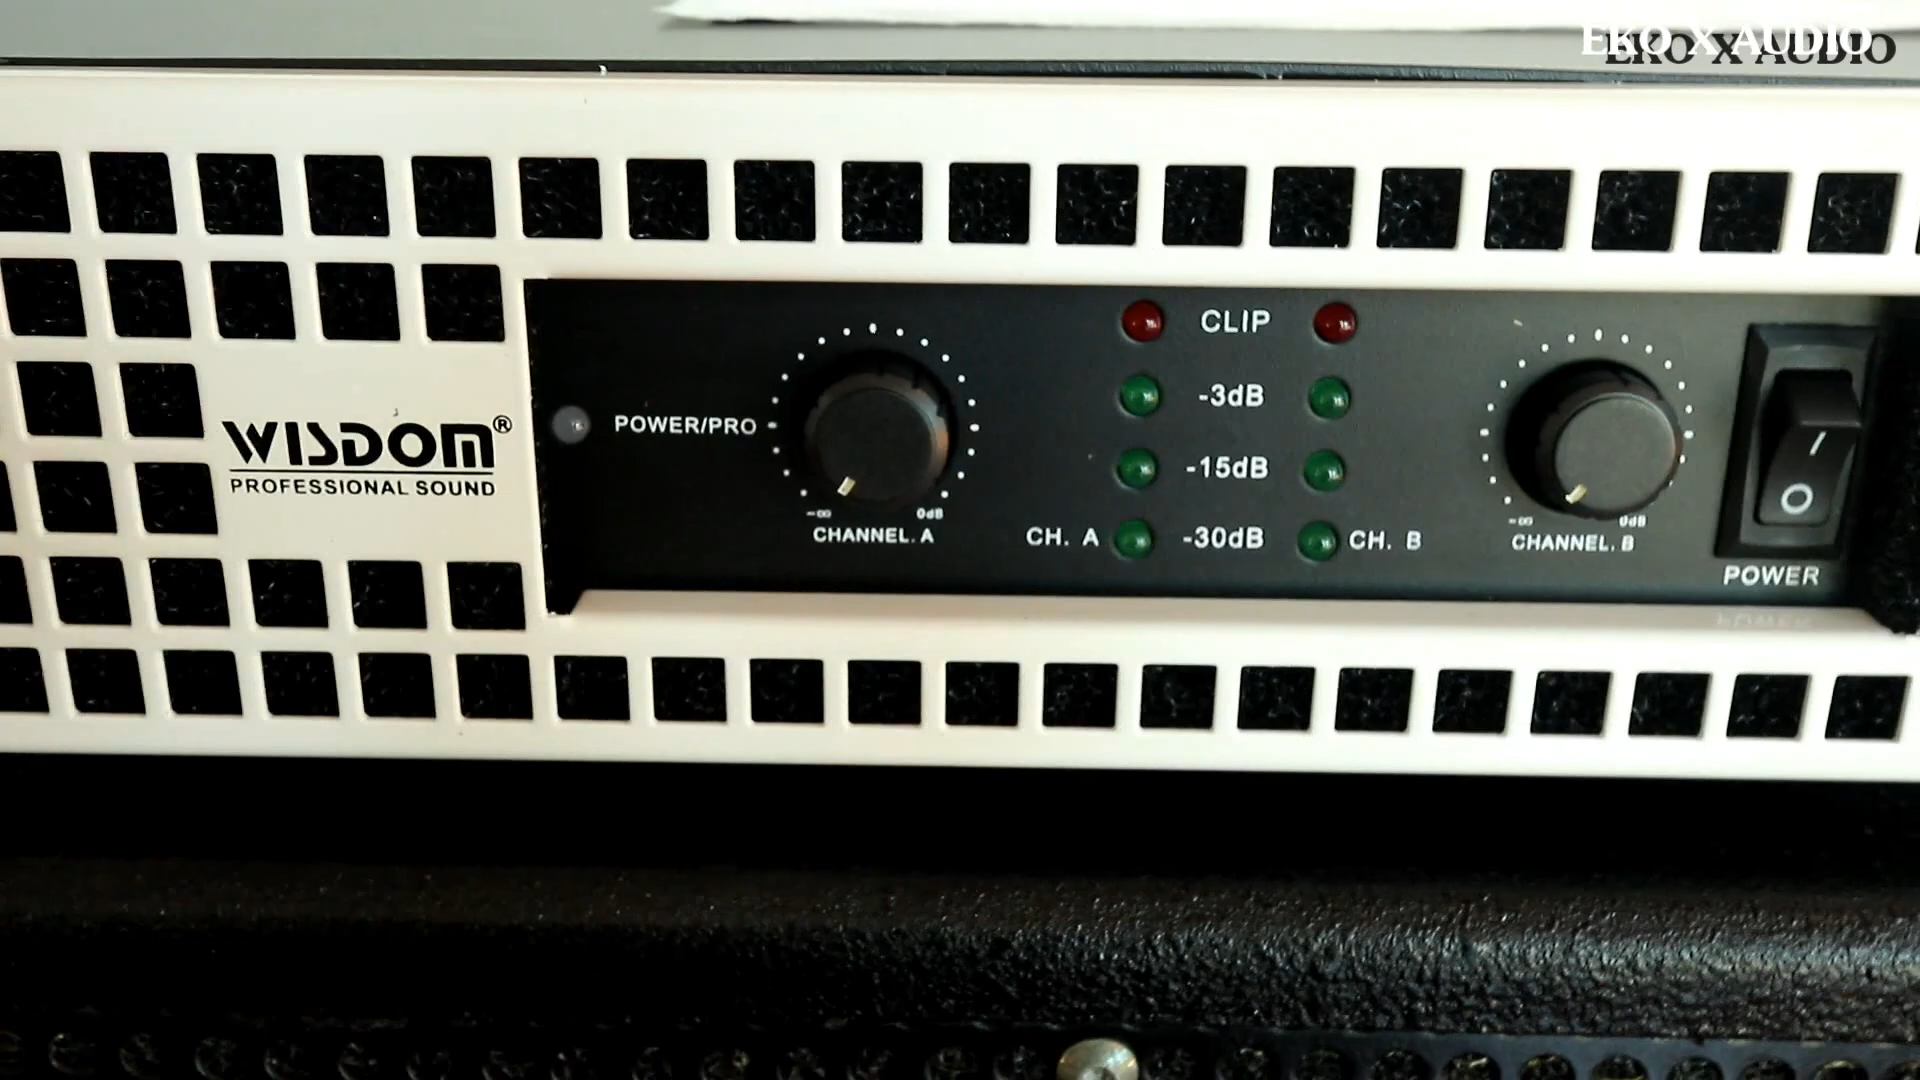 EKO X AUDIO
WISDOM®
PROFESSIONAL SOUND
POWER/PRO
-∞ 0dB
CHANNEL. A
CLIP
-3dB
-15dB
CH. A -30dB CH. B
-∞ 0dB
CHANNEL. B
I
O
POWER